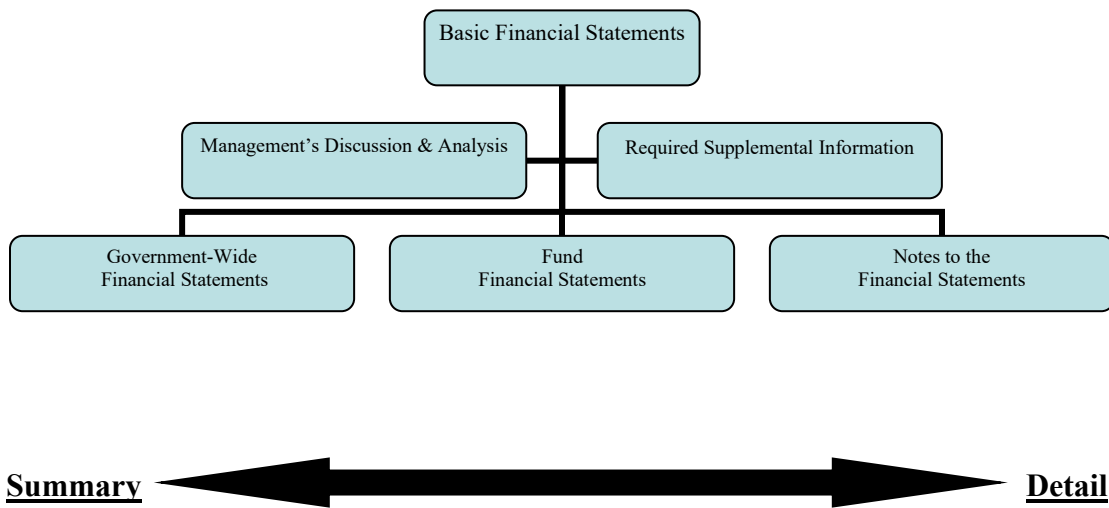 Basic Financial Statements
Management’s Discussion & Analysis
Required Supplemental Information
Government-Wide
Financial Statements
Fund
Financial Statements
Notes to the
Financial Statements
Summary
Detail